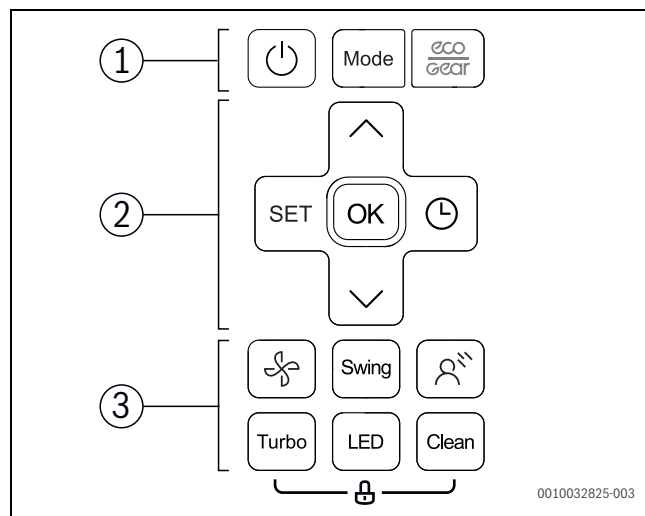 1
Mode
eco
Gear
2
SET
OK
3
Swing
Turbo
LED
Clean
0010032825-003